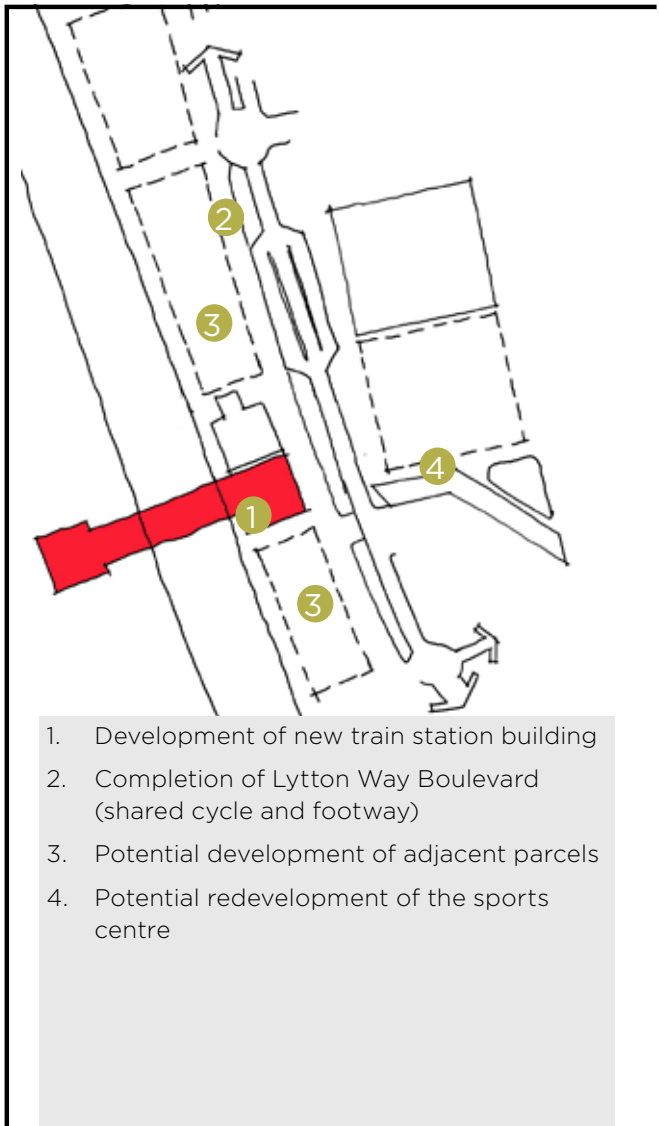 2
3
4
1
3
1. Development of new train station building
2. Completion of Lytton Way Boulevard
(shared cycle and footway)
3. Potential development of adjacent parcels
4. Potential redevelopment of the sports
centre